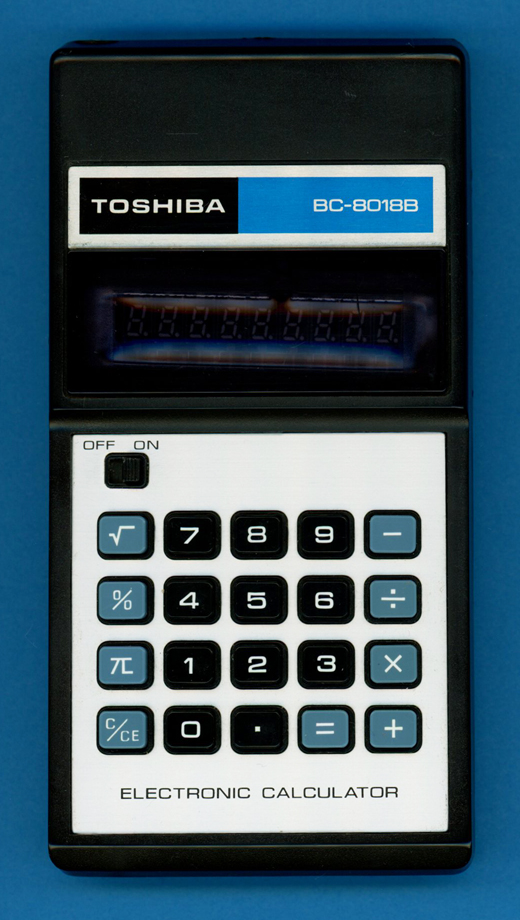 TOSHIBA BC-8018B
OFF ON
√ 7 8 9 −
% 4 5 6 ÷
π 1 2 3 ×
C/CE 0 . = +
ELECTRONIC CALCULATOR